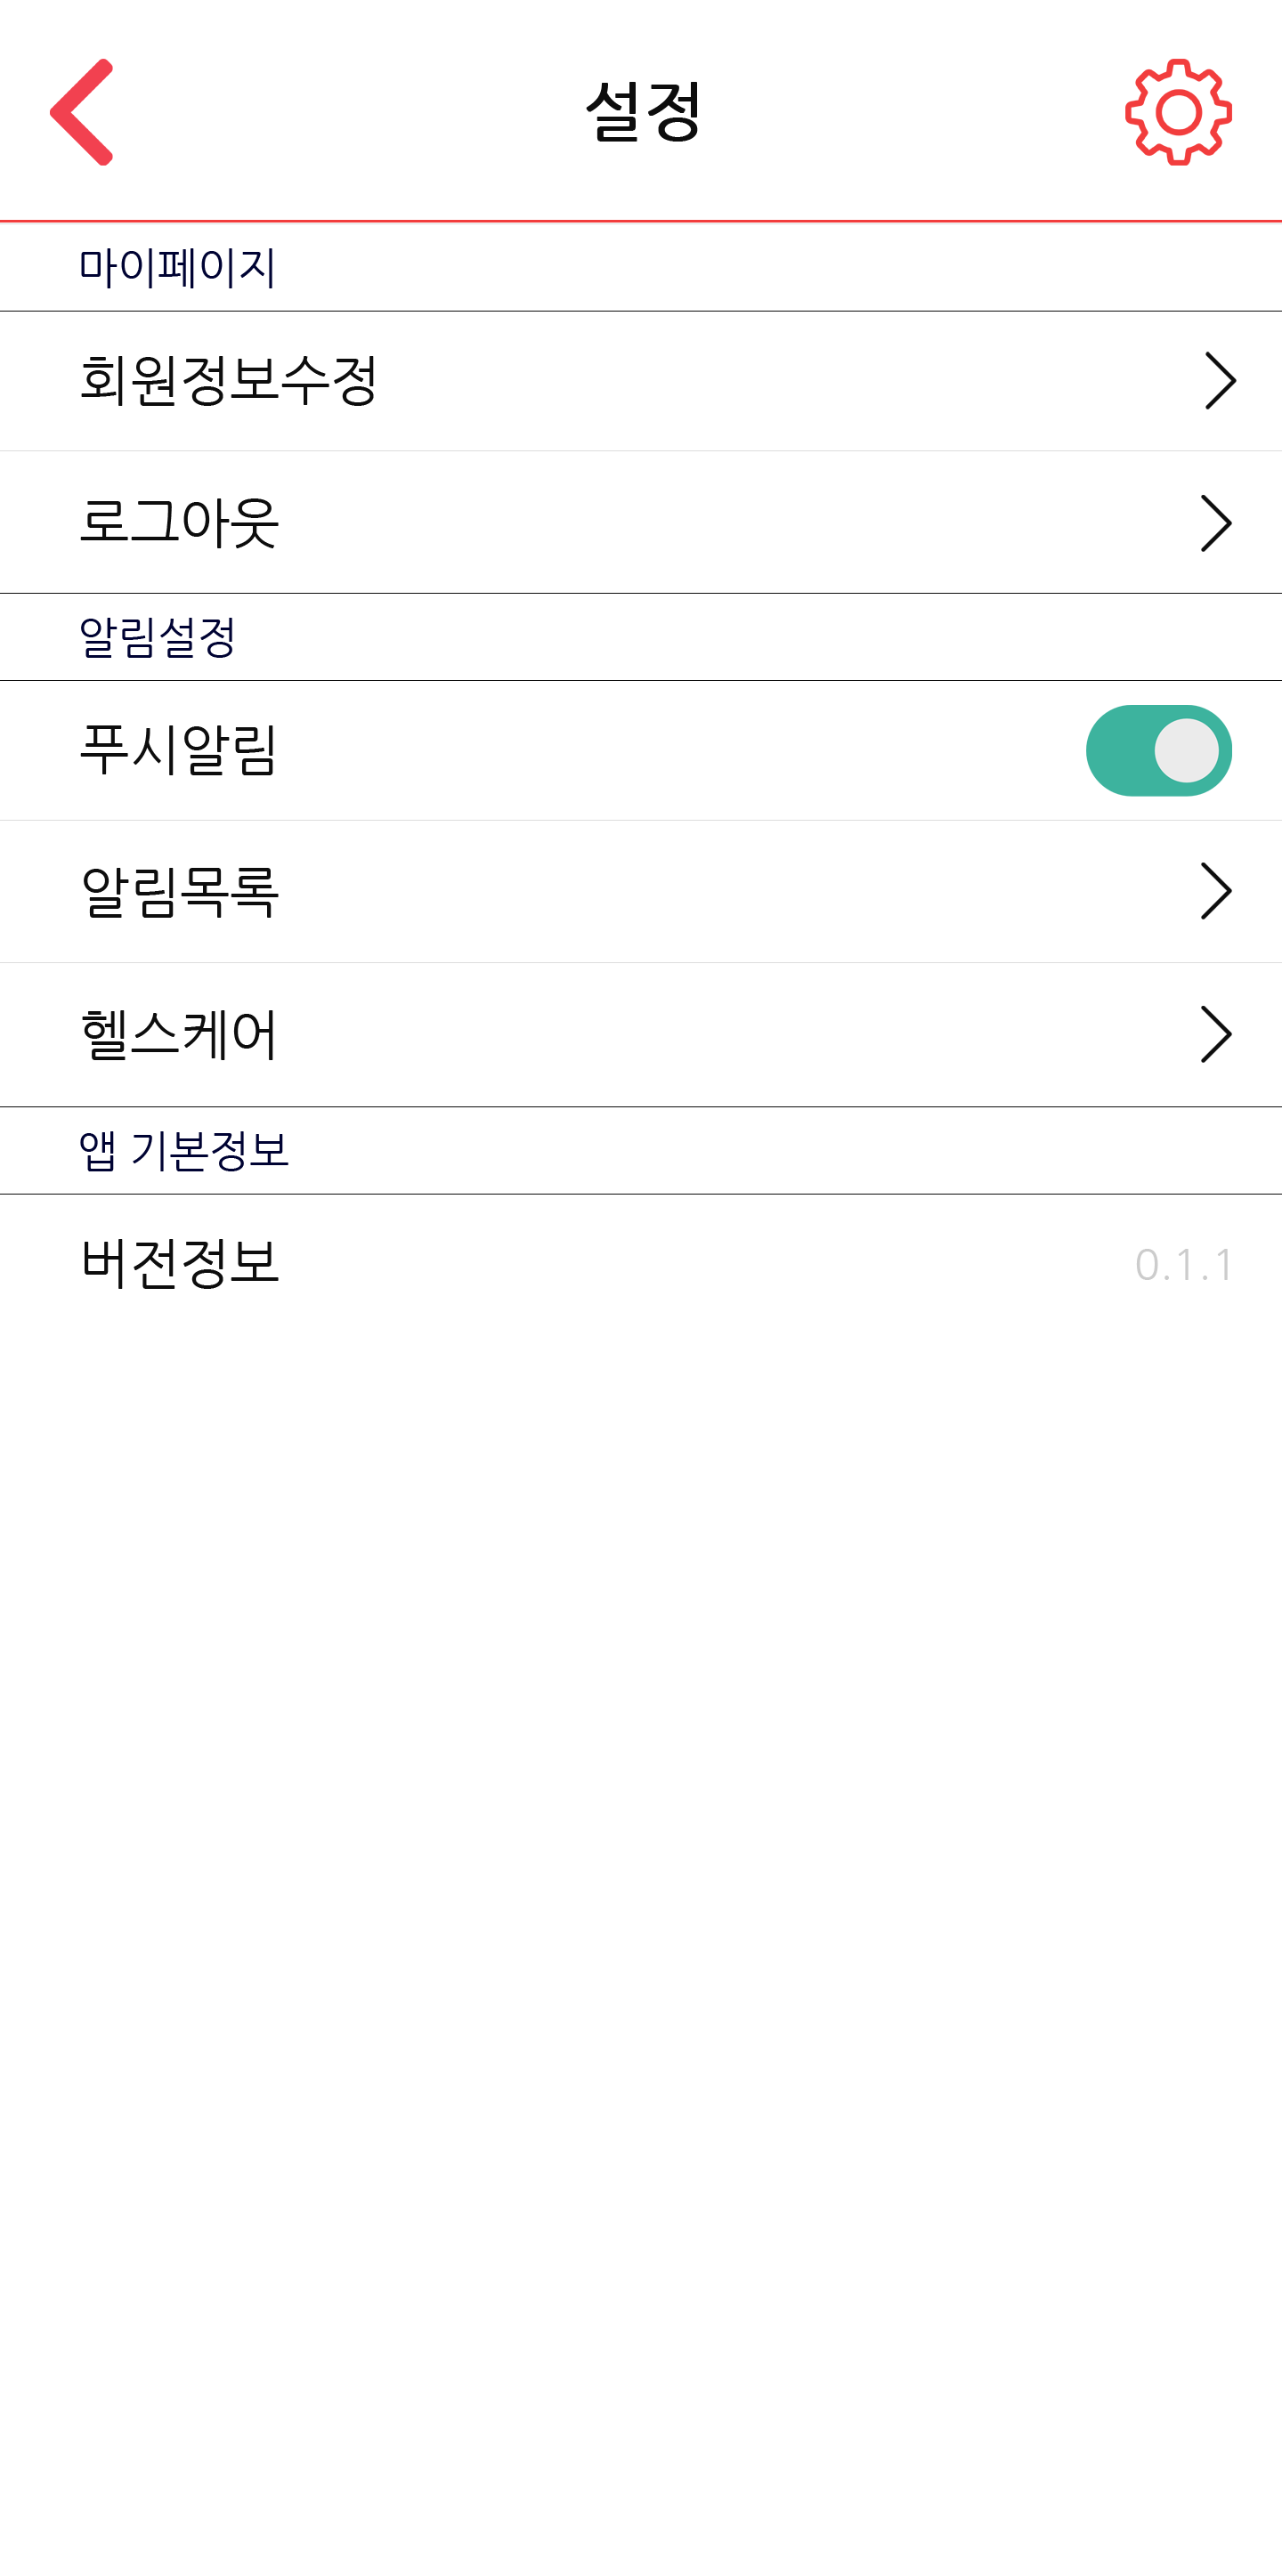 설정
마이페이지
회원정보수정
로그아웃
알림설정
푸시알림
알림목록
헬스케어
앱 기본정보
버전정보 0.1.1